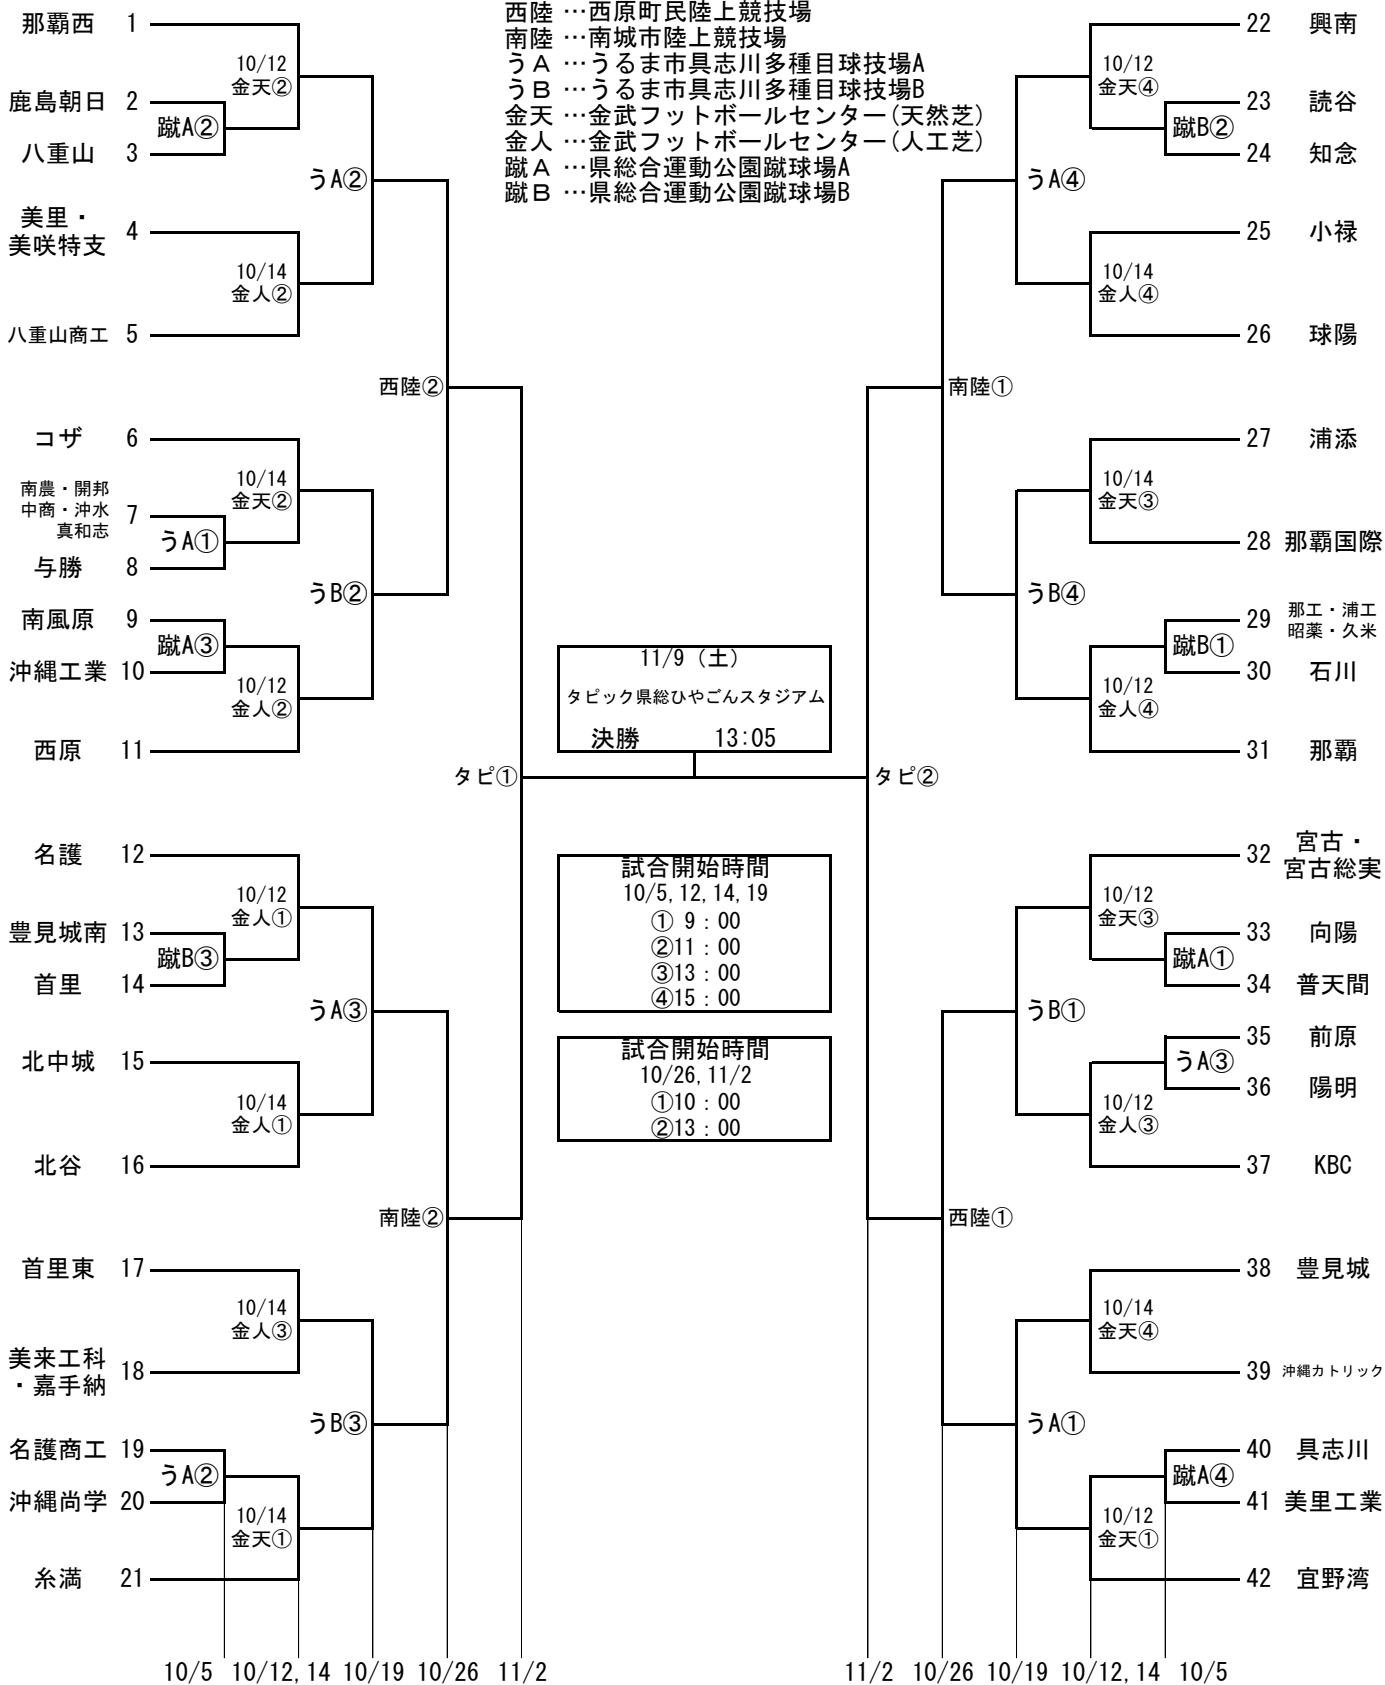 西陸 …西原町民陸上競技場
南陸 …南城市陸上競技場
うA …うるま市具志川多種目球技場A
うB …うるま市具志川多種目球技場B
金天 …金武フットボールセンター(天然芝)
金人 …金武フットボールセンター(人工芝)
蹴A …県総合運動公園蹴球場A
蹴B …県総合運動公園蹴球場B
那覇西 1
10/12
金天②
鹿島朝日 2
蹴A②
八重山 3
うA②
美里・
美咲特支 4
10/14
金人②
八重山商工 5
西陸②
コザ 6
10/14
金天②
南農・開邦
中商・沖水
真和志
7
うA①
与勝 8
うB②
南風原 9
蹴A③
沖縄工業 10
10/12
金人②
西原 11
タピ①
名護 12
10/12
金人①
豊見城南 13
蹴B③
首里 14
うA③
北中城 15
10/14
金人①
北谷 16
南陸②
首里東 17
10/14
金人③
美来工科
・嘉手納
18
うB③
名護商工 19
うA②
沖縄尚学 20
10/14
金天①
糸満 21
11/9 (土)
タピック県総ひやごんスタジアム
決勝 13:05
試合開始時間
10/5,12,14,19
① 9：00
②11：00
③13：00
④15：00
試合開始時間
10/26,11/2
①10：00
②13：00
22 興南
10/12
金天④
23 読谷
蹴B②
24 知念
うA④
25 小禄
10/14
金人④
26 球陽
南陸①
27 浦添
10/14
金天③
28 那覇国際
うB④
29
那工・浦工
昭薬・久米
蹴B①
30 石川
10/12
金人④
31 那覇
タピ②
32
宮古・
宮古総実
10/12
金天③
33 向陽
蹴A①
34 普天間
うB①
35 前原
うA③
36 陽明
10/12
金人③
37 KBC
西陸①
38 豊見城
10/14
金天④
39 沖縄カトリック
うA①
40 具志川
蹴A④
41 美里工業
10/12
金天①
42 宜野湾
10/5 10/12,14 10/19 10/26 11/2
11/2 10/26 10/19 10/12,14 10/5